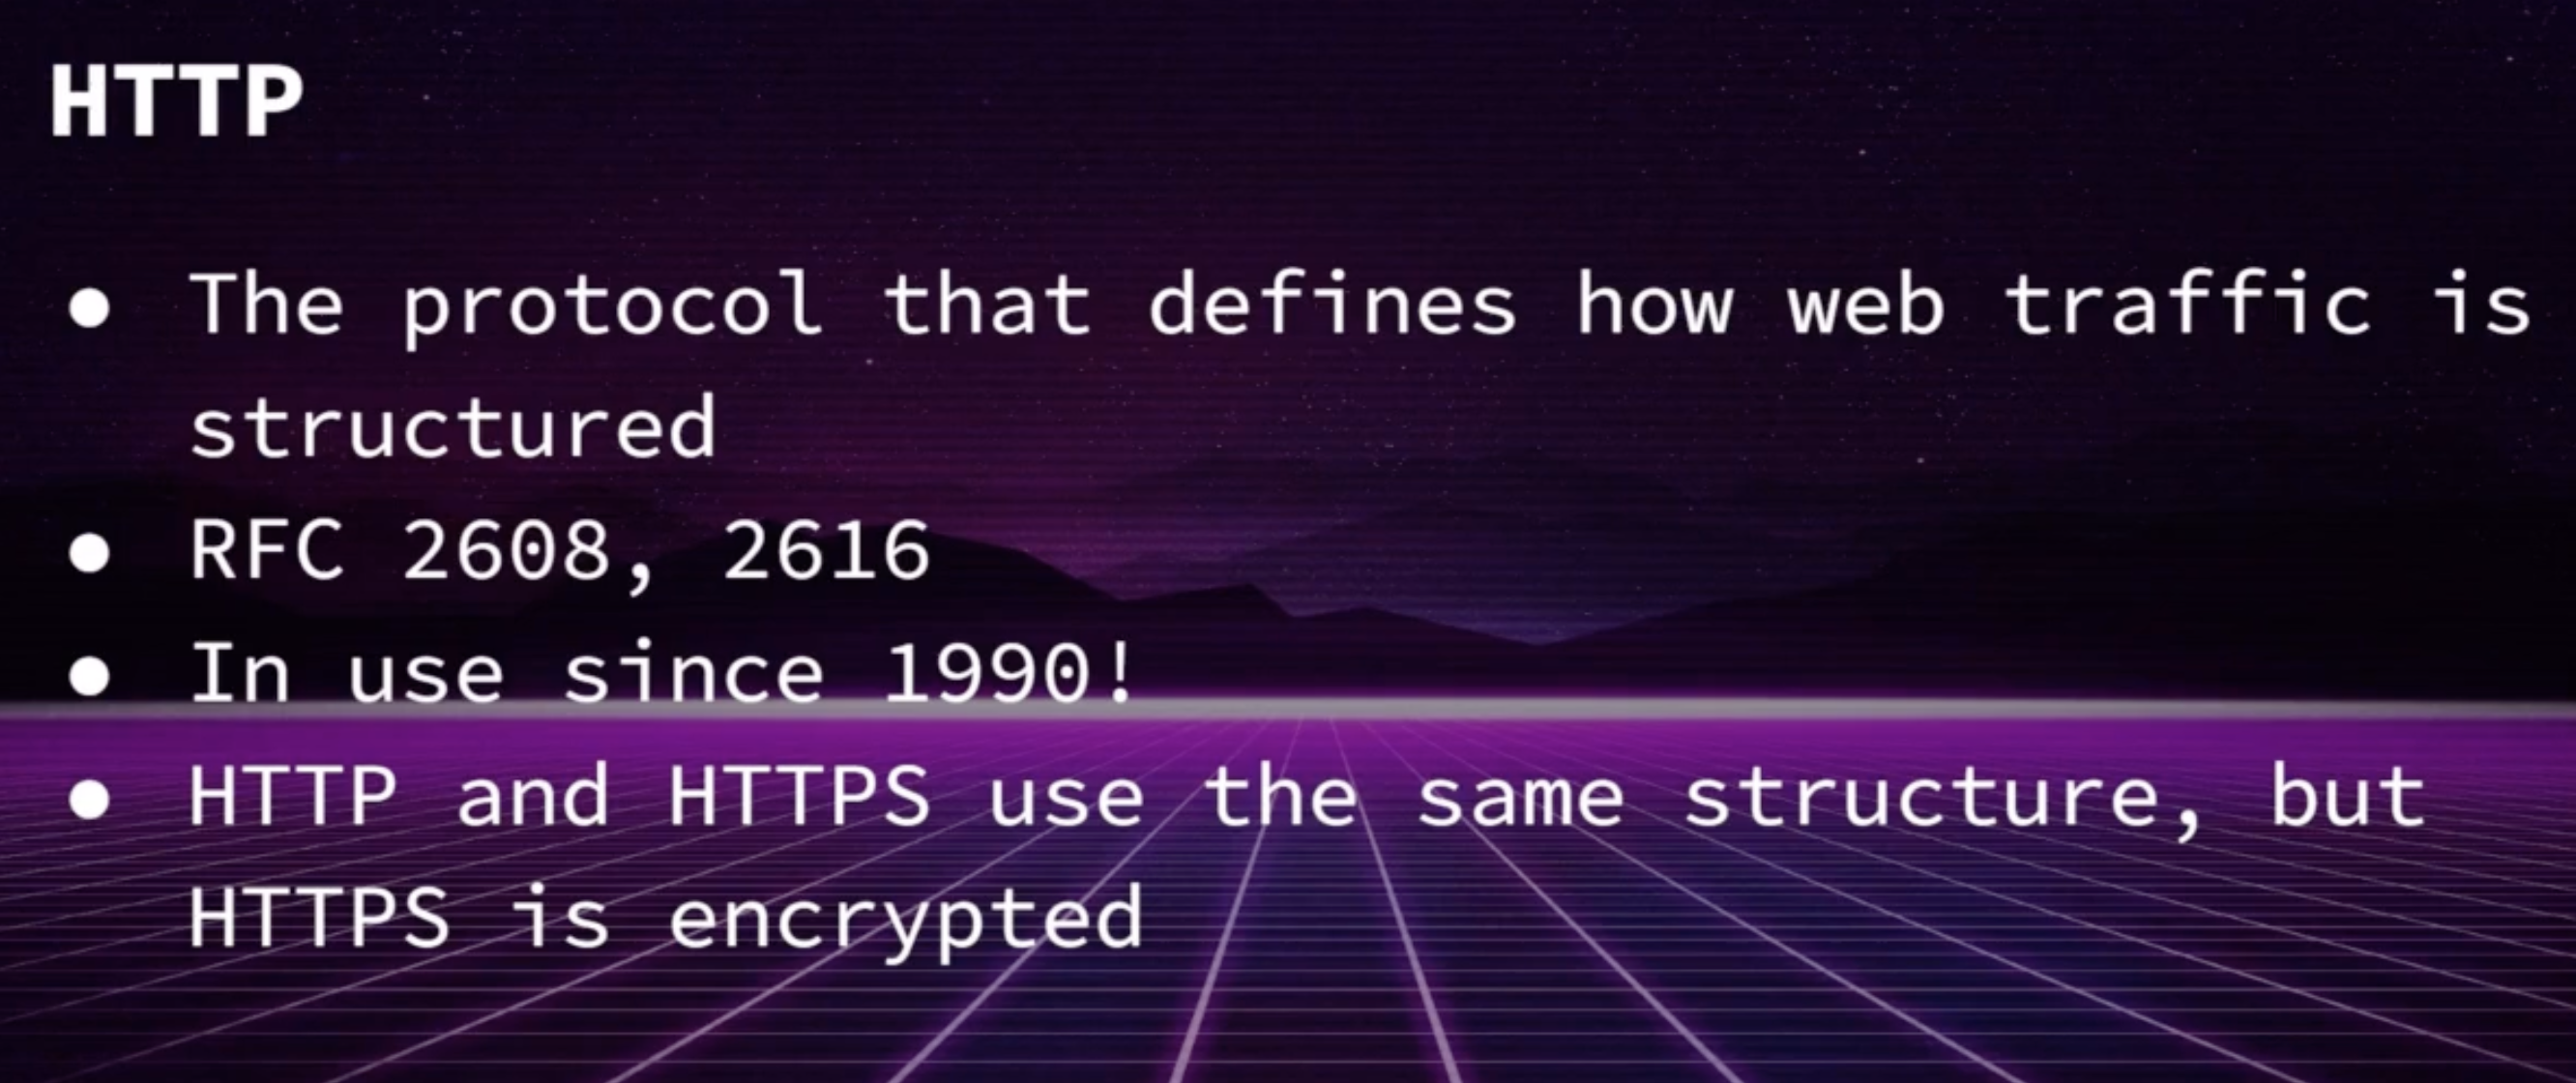 HTTP
● The protocol that defines how web traffic is
structured
● RFC 2608, 2616
● In use since 1990!
● HTTP and HTTPS use the same structure, but
HTTPS is encrypted